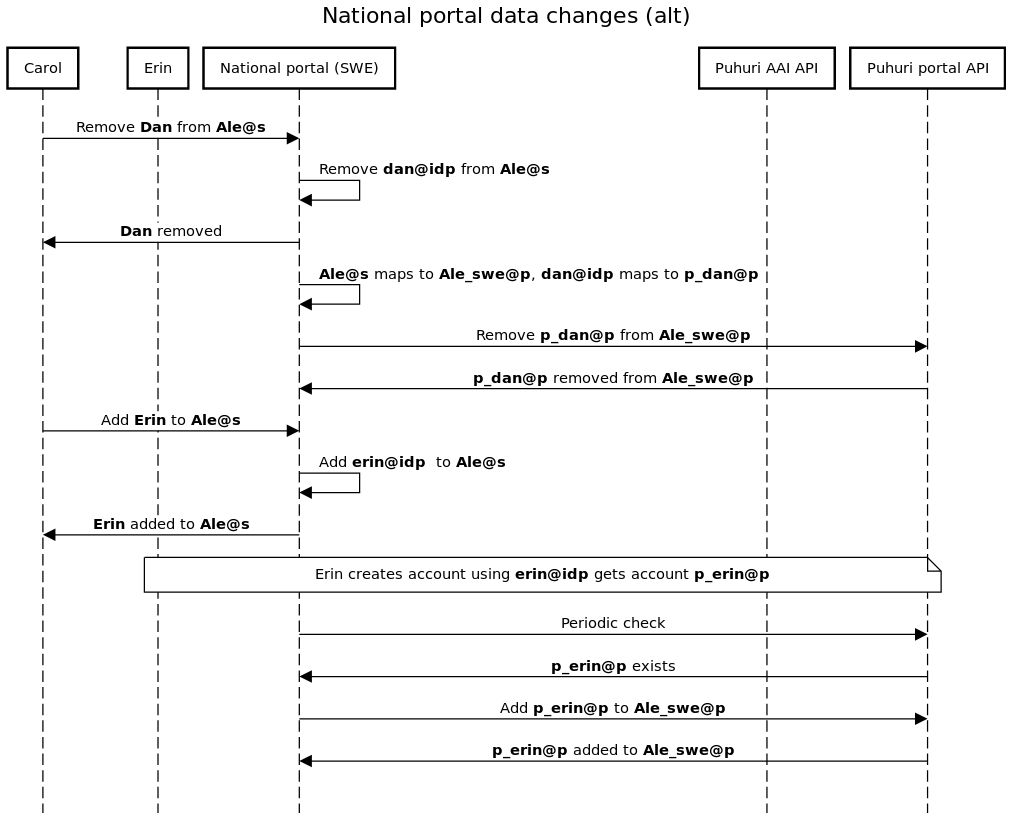 National portal data changes (alt)
Carol
Erin
National portal (SWE)
Puhuri AAI API
Puhuri portal API
Remove Dan from Ale@s
Remove dan@idp from Ale@s
Dan removed
Ale@s maps to Ale_swe@p, dan@idp maps to p_dan@p
Remove p_dan@p from Ale_swe@p
p_dan@p removed from Ale_swe@p
Add Erin to Ale@s
Add erin@idp to Ale@s
Erin added to Ale@s
Erin creates account using erin@idp gets account p_erin@p
Periodic check
p_erin@p exists
Add p_erin@p to Ale_swe@p
p_erin@p added to Ale_swe@p